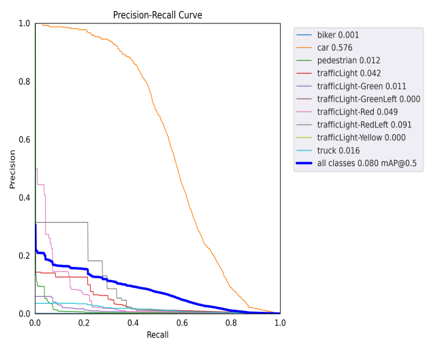 Precision-Recall Curve
1.0
0.8
0.6
0.4
0.2
0.0
Precision
0.0 0.2 0.4 0.6 0.8 1.0
Recall
biker 0.001
car 0.576
pedestrian 0.012
trafficLight 0.042
trafficLight-Green 0.011
trafficLight-GreenLeft 0.000
trafficLight-Red 0.049
trafficLight-RedLeft 0.091
trafficLight-Yellow 0.000
truck 0.016
all classes 0.080 mAP@0.5